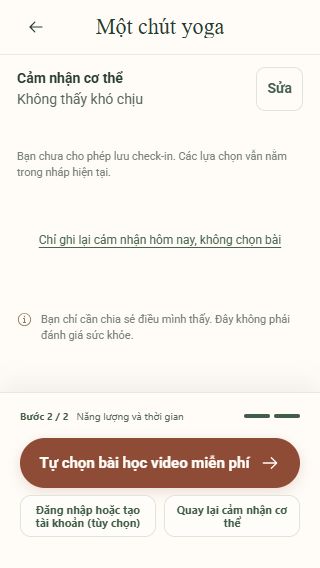 Một chút yoga
Cảm nhận cơ thể
Không thấy khó chịu
Sửa
Bạn chưa cho phép lưu check-in. Các lựa chọn vẫn nằm
trong nháp hiện tại.
Chỉ ghi lại cảm nhận hôm nay, không chọn bài
Bạn chỉ cần chia sẻ điều mình thấy. Đây không phải
đánh giá sức khỏe.
Bước 2 / 2 Năng lượng và thời gian
Tự chọn bài học video miễn phí
Đăng nhập hoặc tạo
tài khoản (tùy chọn)
Quay lại cảm nhận cơ
thể